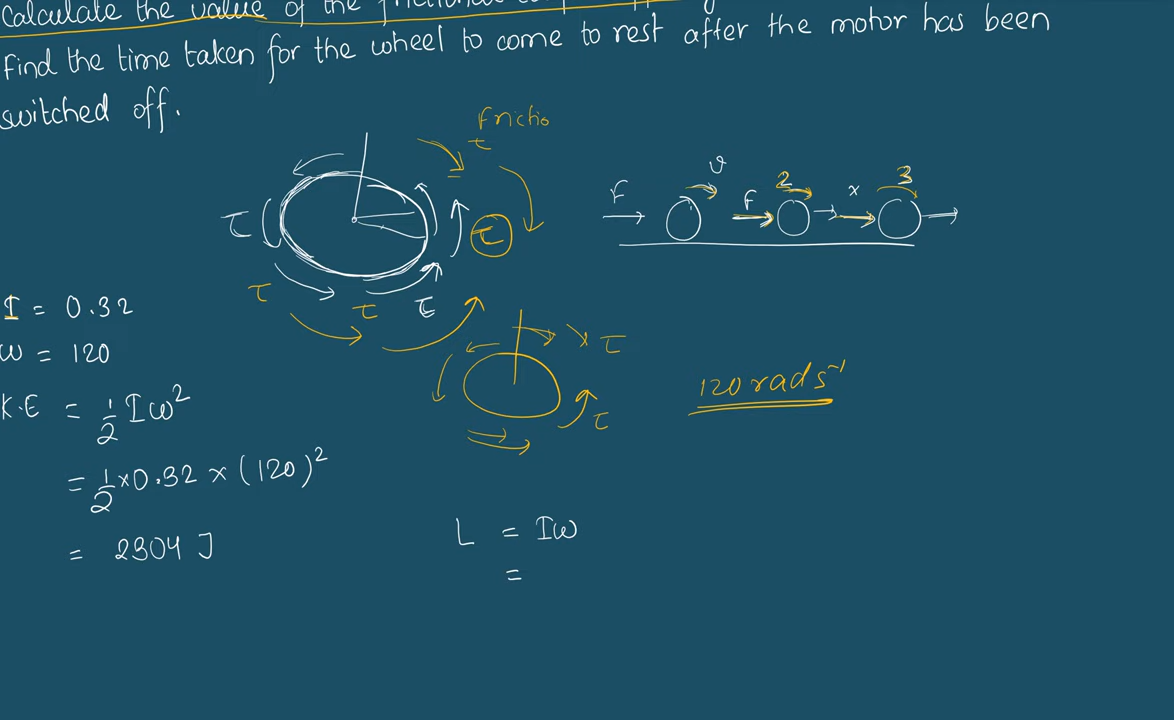 Calculate the value of the
Find the time taken for the wheel to come to rest after the motor has been
switched off.
Frictio
τ
τ
τ
τ
τ
τ
F
v
F
2
x
3
I = 0.32
ω = 120
K.E = 1/2 Iω²
= 1/2 × 0.32 × (120)²
= 2304 J
τ
τ
120 rad s⁻¹
L = Iω
=